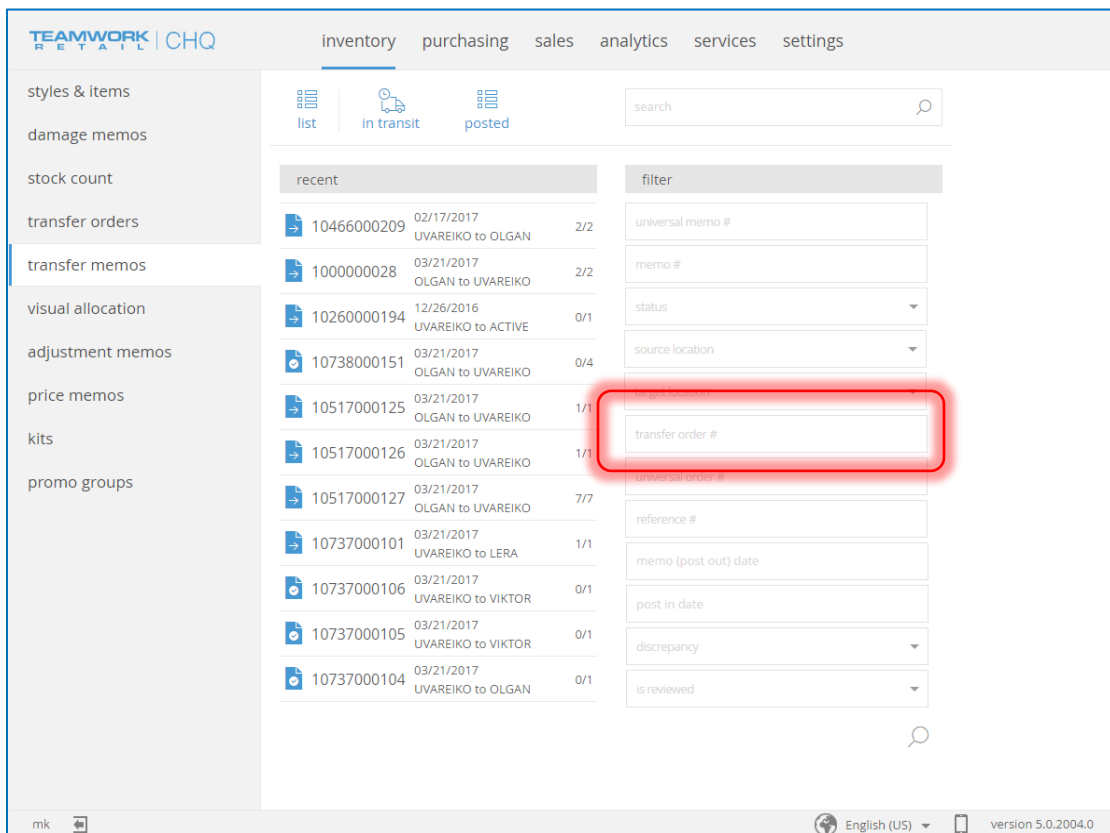 TEAMWORK | CHQ
RETAIL
inventory purchasing sales analytics services settings
styles & items
damage memos
stock count
transfer orders
transfer memos
visual allocation
adjustment memos
price memos
kits
promo groups
list in transit posted
search
recent
10466000209 02/17/2017 UVAREIKO to OLGAN 2/2
1000000028 03/21/2017 OLGAN to UVAREIKO 2/2
10260000194 12/26/2016 UVAREIKO to ACTIVE 0/1
10738000151 03/21/2017 OLGAN to UVAREIKO 0/4
10517000125 03/21/2017 OLGAN to UVAREIKO 1/1
10517000126 03/21/2017 OLGAN to UVAREIKO 1/1
10517000127 03/21/2017 OLGAN to UVAREIKO 7/7
10737000101 03/21/2017 UVAREIKO to LERA 1/1
10737000106 03/21/2017 UVAREIKO to VIKTOR 0/1
10737000105 03/21/2017 UVAREIKO to VIKTOR 0/1
10737000104 03/21/2017 UVAREIKO to OLGAN 0/1
filter
universal memo #
memo #
status
source location
target location
transfer order #
universal order #
reference #
memo (post out) date
post in date
discrepancy
is reviewed
mk
English (US)
version 5.0.2004.0